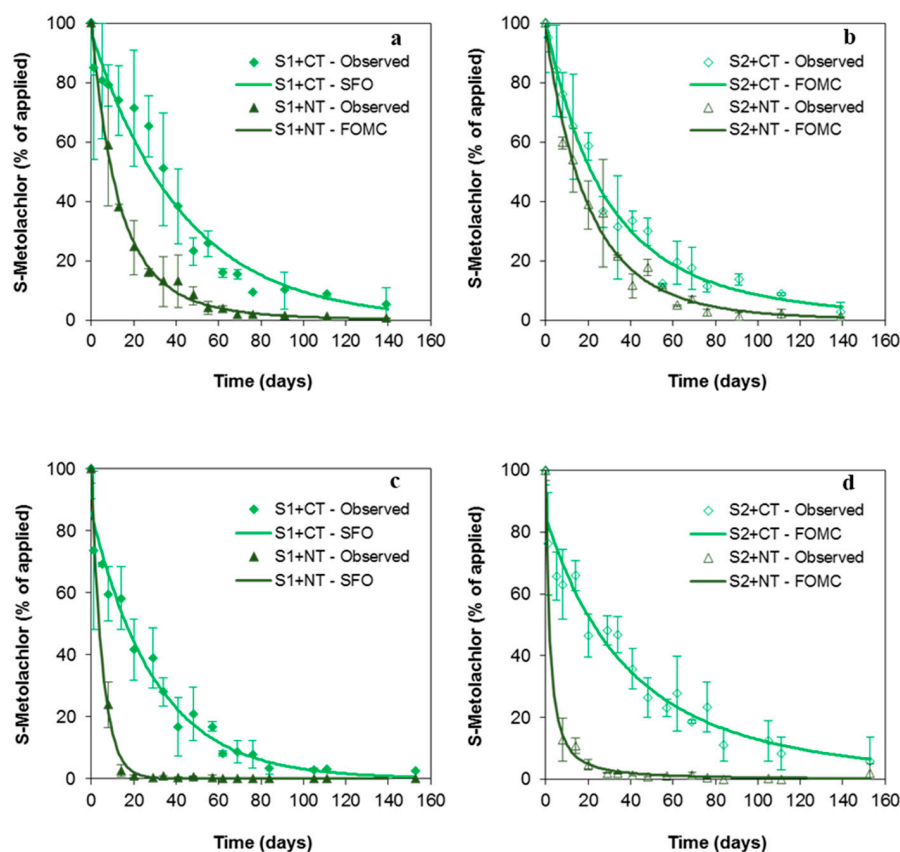 a
S1+CT - Observed
S1+CT - SFO
S1+NT - Observed
S1+NT - FOMC
S-Metolachlor (% of applied)
100
80
60
40
20
0
0 20 40 60 80 100 120 140 160
Time (days)
b
S2+CT - Observed
S2+CT - FOMC
S2+NT - Observed
S2+NT - FOMC
S-Metolachlor (% of applied)
100
80
60
40
20
0
0 20 40 60 80 100 120 140 160
Time (days)
c
S1+CT - Observed
S1+CT - SFO
S1+NT - Observed
S1+NT - SFO
S-Metolachlor (% of applied)
100
80
60
40
20
0
0 20 40 60 80 100 120 140 160
Time (days)
d
S2+CT - Observed
S2+CT - FOMC
S2+NT - Observed
S2+NT - FOMC
S-Metolachlor (% of applied)
100
80
60
40
20
0
0 20 40 60 80 100 120 140 160
Time (days)